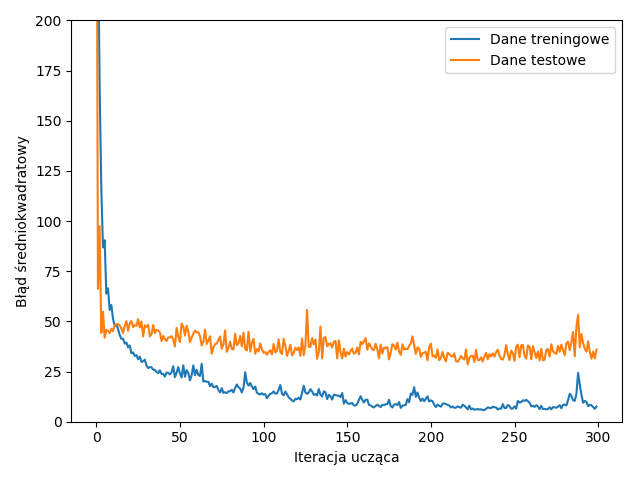 200
175
150
125
100
75
50
25
0
Błąd średniokwadratowy
Dane treningowe
Dane testowe
0 50 100 150 200 250 300
Iteracja ucząca